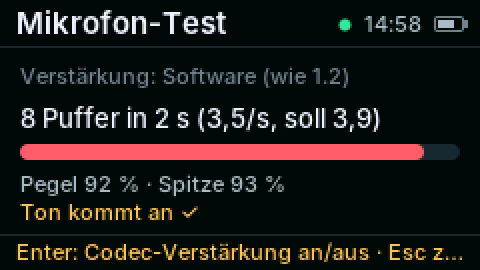 Mikrofon-Test
14:58
Verstärkung: Software (wie 1.2)
8 Puffer in 2 s (3,5/s, soll 3,9)
Pegel 92 % · Spitze 93 %
Ton kommt an ✓
Enter: Codec-Verstärkung an/aus · Esc z…